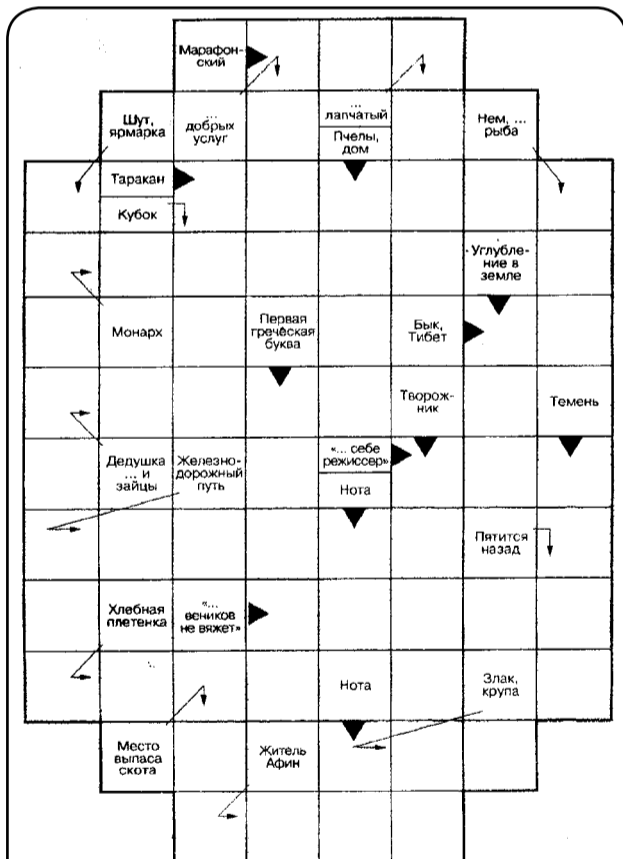 Марафон-
ский
Шут,
ярмарка
...
добрых
услуг
...
лапчатый
Пчелы,
дом
Нем, ...
рыба
Таракан
Кубок
Углубле-
ние в
земле
Монарх
Первая
греческая
буква
Бык,
Тибет
Творож-
ник
Темень
Дедушка
... и
зайцы
Железно-
дорожный
путь
«... себе
режиссер»
Нота
Пятится
назад
Хлебная
плетенка
«...
веников
не вяжет»
Нота
Злак,
крупа
Место
выпаса
скота
Житель
Афин